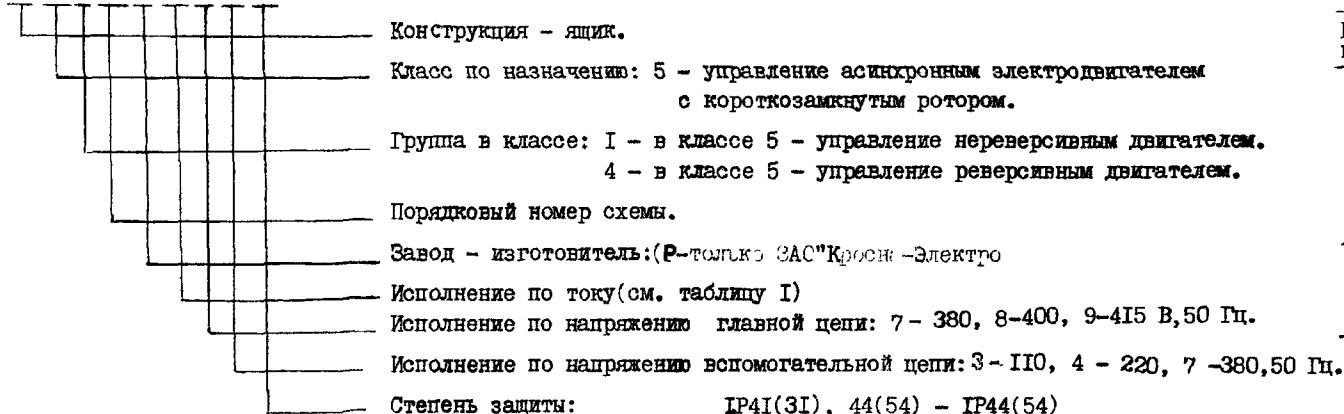 Конструкция - ящик.
Класс по назначению: 5 - управление асинхронным электродвигателем
с короткозамкнутым ротором.
Группа в классе: I - в классе 5 - управление нереверсивным двигателем.
4 - в классе 5 - управление реверсивным двигателем.
Порядковый номер схемы.
Завод - изготовитель:(Р-только ЗАС"Кросна-Электро
Исполнение по току(см. таблицу I)
Исполнение по напряжению главной цепи: 7- 380, 8-400, 9-4I5 В,50 Гц.
Исполнение по напряжению вспомогательной цепи: 3-IIO, 4 - 220, 7 -380,50 Гц.
Степень защиты: IP4I(3I), 44(54) - IP44(54)